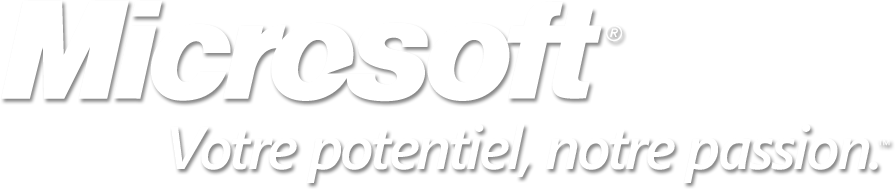 Microsoft®
Votre potentiel, notre passion.™